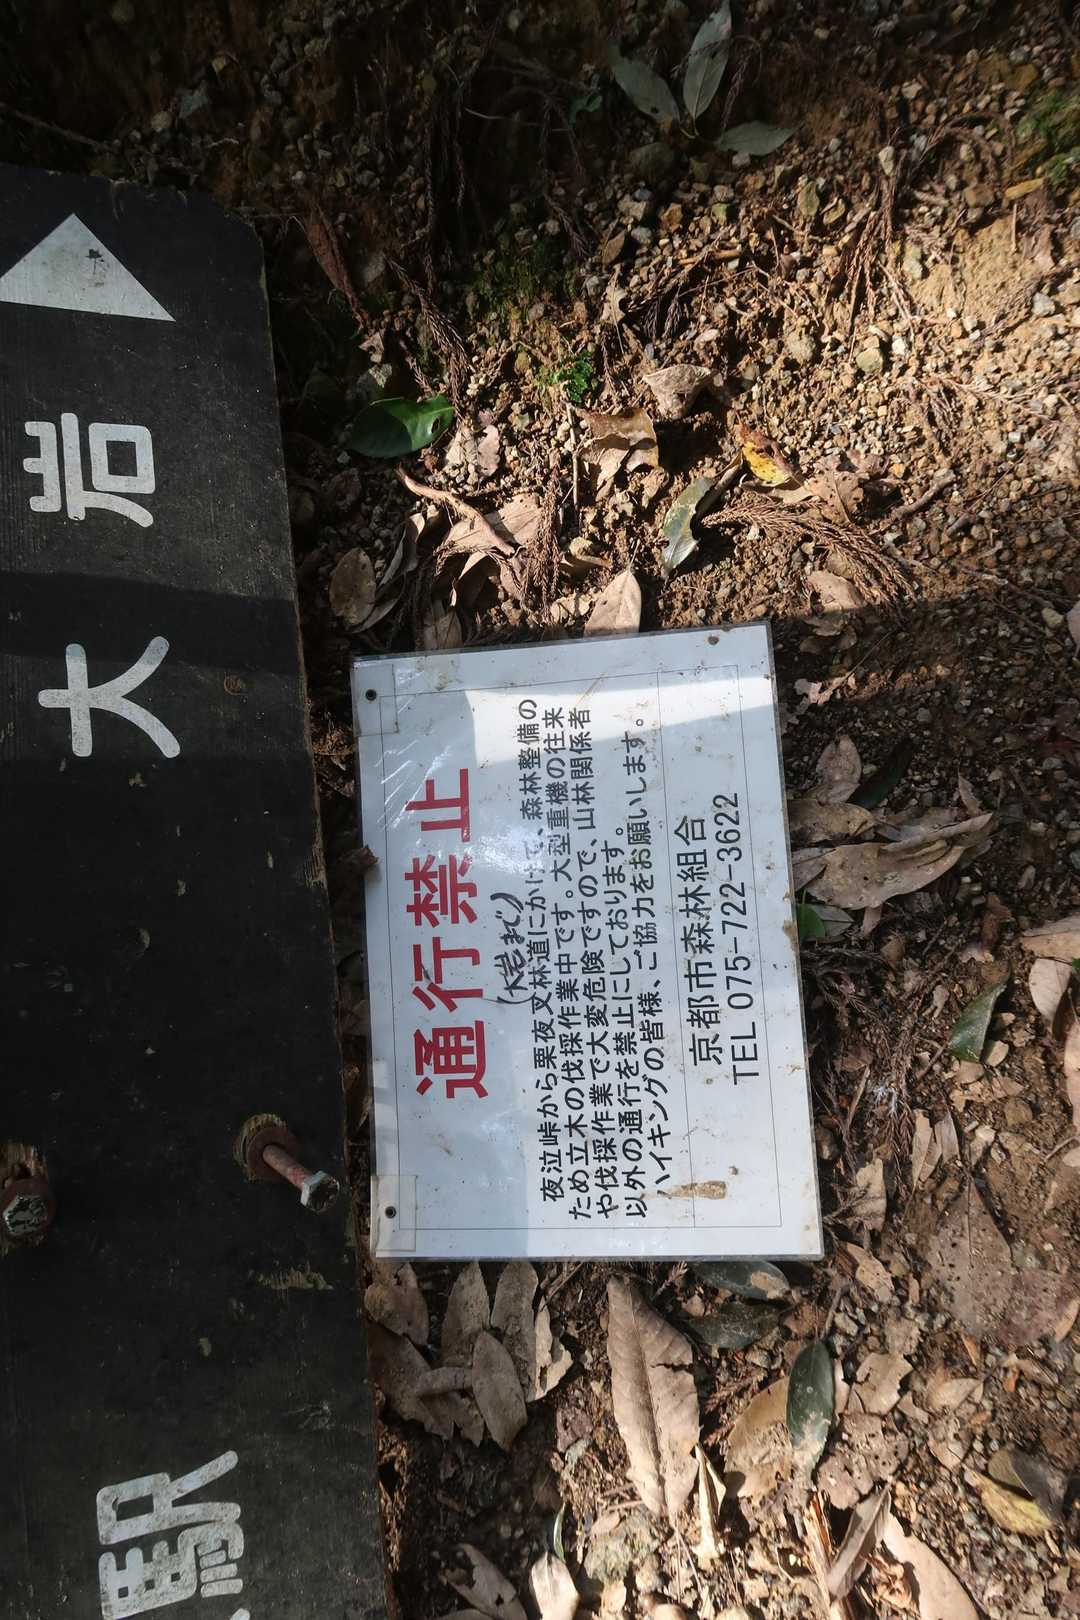 駅
大岩
通行禁止
(大岩まで)
夜泣峠から栗夜叉林道にかけて、森林整備の
ため立木の伐採作業中です。大型重機の往来
や伐採作業で大変危険ですので、山林関係者
以外の通行を禁止にしております。
ハイキングの皆様、ご協力をお願いします。
京都市森林組合
TEL 075-722-3622